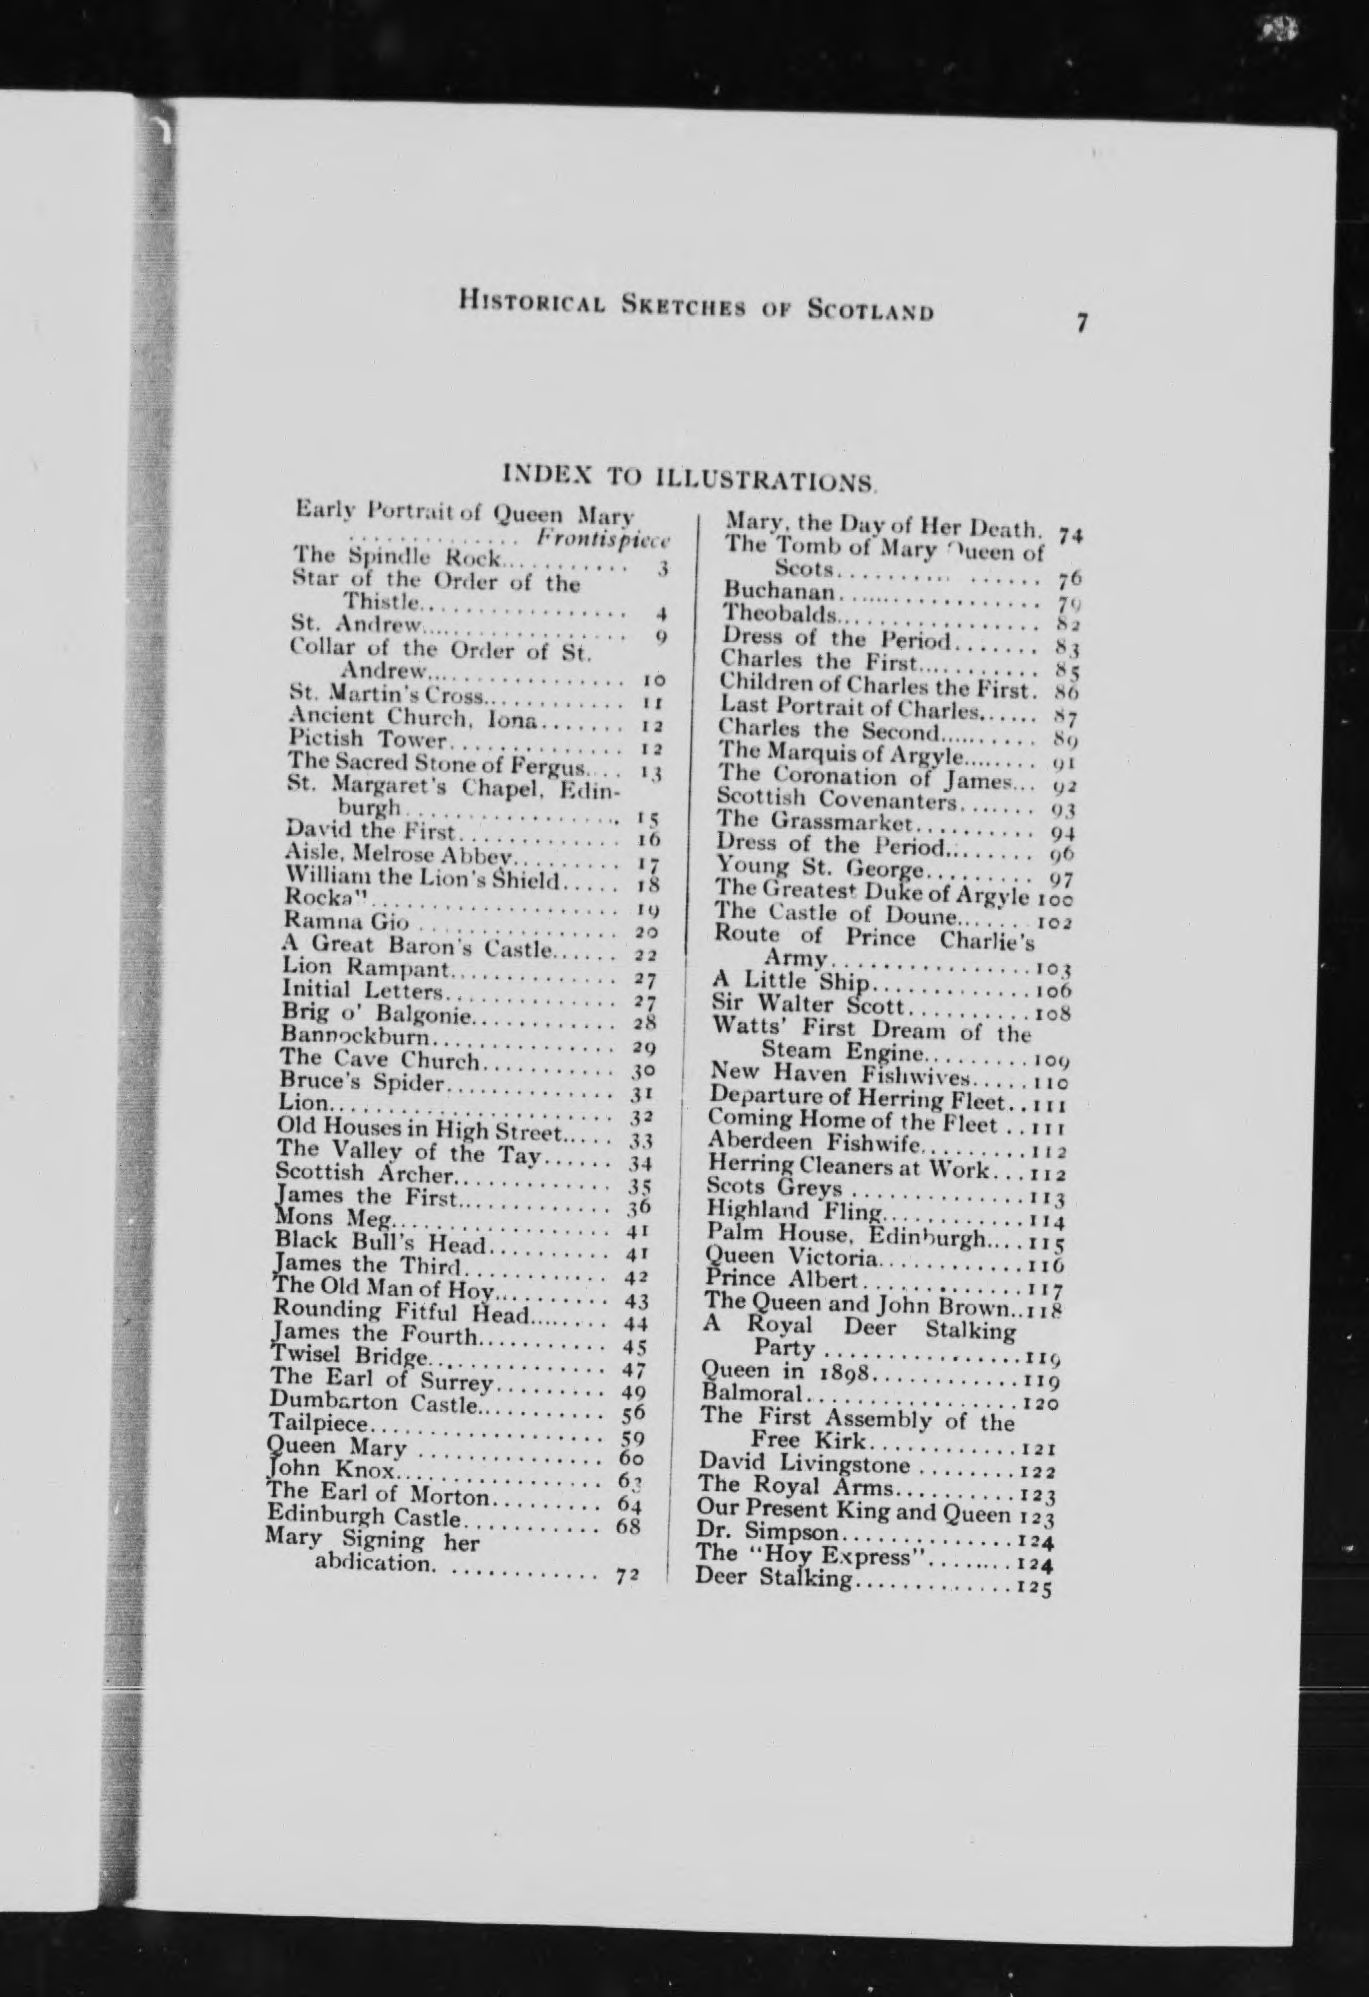 HISTORICAL SKETCHES OF SCOTLAND 7
INDEX TO ILLUSTRATIONS.
Early Portrait of Queen Mary
.............. Frontispiece
The Spindle Rock........... 3
Star of the Order of the
Thistle................. 4
St. Andrew................ 9
Collar of the Order of St.
Andrew................. 10
St. Martin's Cross............ 11
Ancient Church, Iona....... 12
Pictish Tower............... 12
The Sacred Stone of Fergus.... 13
St. Margaret's Chapel, Edin-
burgh.................. 15
David the First.............. 16
Aisle, Melrose Abbey......... 17
William the Lion's Shield..... 18
Rocka"..................... 19
Ramna Gio ................. 20
A Great Baron's Castle...... 22
Lion Rampant.............. 27
Initial Letters............... 27
Brig o' Balgonie............ 28
Bannockburn................ 29
The Cave Church........... 30
Bruce's Spider.............. 31
Lion........................ 32
Old Houses in High Street..... 33
The Valley of the Tay...... 34
Scottish Archer.............. 35
James the First.............. 36
Mons Meg................... 41
Black Bull's Head.......... 41
James the Third............. 42
The Old Man of Hoy.......... 43
Rounding Fitful Head........ 44
James the Fourth............ 45
Twisel Bridge................ 47
The Earl of Surrey......... 49
Dumbarton Castle........... 56
Tailpiece.................... 59
Queen Mary ................ 60
John Knox.................. 63
The Earl of Morton......... 64
Edinburgh Castle............ 68
Mary Signing her
abdication. ............. 72
Mary, the Day of Her Death. 74
The Tomb of Mary Queen of
Scots................. 76
Buchanan................... 79
Theobalds................... 82
Dress of the Period....... 83
Charles the First........... 85
Children of Charles the First. 86
Last Portrait of Charles...... 87
Charles the Second.......... 89
The Marquis of Argyle........ 91
The Coronation of James... 92
Scottish Covenanters....... 93
The Grassmarket........... 94
Dress of the Period......... 96
Young St. George.......... 97
The Greatest Duke of Argyle 100
The Castle of Doune....... 102
Route of Prince Charlie's
Army................. 103
A Little Ship.............. 106
Sir Walter Scott........... 108
Watts' First Dream of the
Steam Engine......... 109
New Haven Fishwives..... 110
Departure of Herring Fleet.. 111
Coming Home of the Fleet .. 111
Aberdeen Fishwife......... 112
Herring Cleaners at Work... 112
Scots Greys ............... 113
Highland Fling............. 114
Palm House, Edinburgh.... 115
Queen Victoria............. 116
Prince Albert.............. 117
The Queen and John Brown.. 118
A Royal Deer Stalking
Party ................. 119
Queen in 1898............. 119
Balmoral................... 120
The First Assembly of the
Free Kirk............. 121
David Livingstone ......... 122
The Royal Arms........... 123
Our Present King and Queen 123
Dr. Simpson................ 124
The "Hoy Express"........ 124
Deer Stalking.............. 125